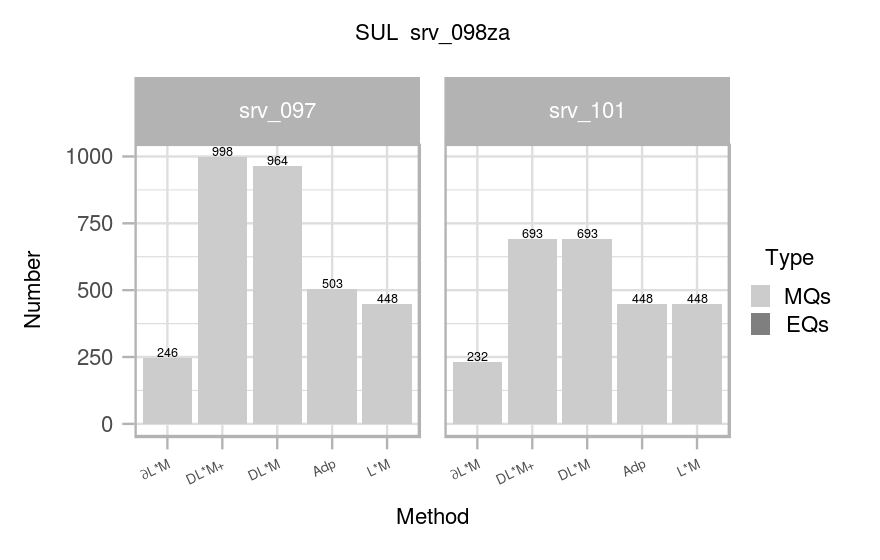 SUL srv_098za
srv_097
srv_101
998
964
503
448
246
693
693
448
448
232
1000
750
500
250
0
Number
∂L*M
DL*M+
DL*M
Adp
L*M
∂L*M
DL*M+
DL*M
Adp
L*M
Method
Type
MQs
EQs